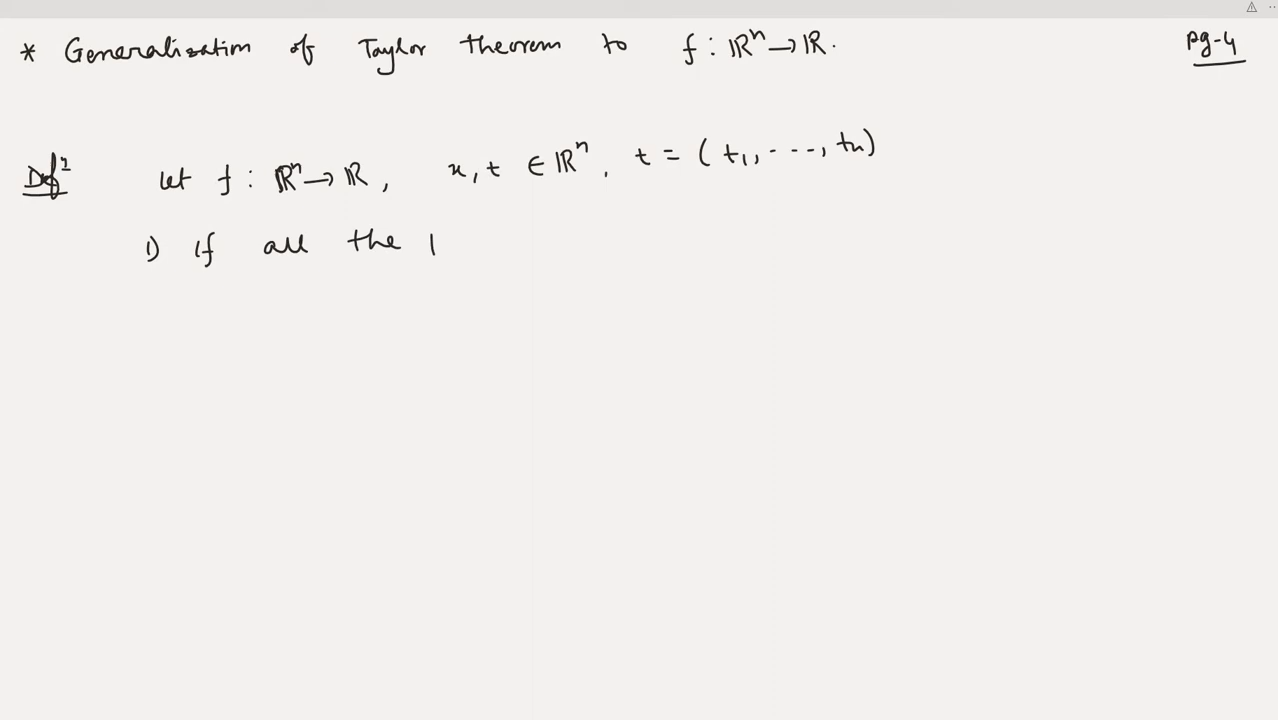 * Generalization of Taylor theorem to f : ℝⁿ → ℝ. pg-4
Defⁿ let f : ℝⁿ → ℝ, x, t ∈ ℝⁿ, t = (t₁, ----, tₙ)
1) If all the